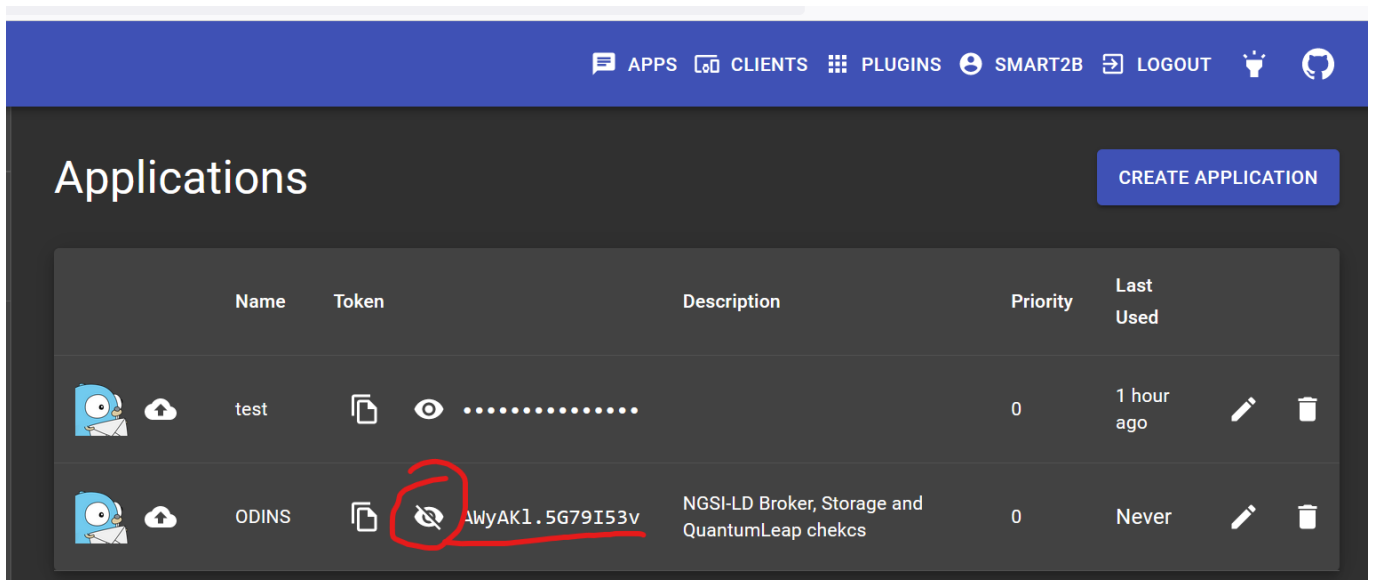 APPS CLIENTS PLUGINS SMART2B LOGOUT
Applications
CREATE APPLICATION
Name Token Description Priority Last Used
test ••••••••••••••• 0 1 hour ago
ODINS AWyAKl.5G79I53v NGSI-LD Broker, Storage and QuantumLeap chekcs 0 Never